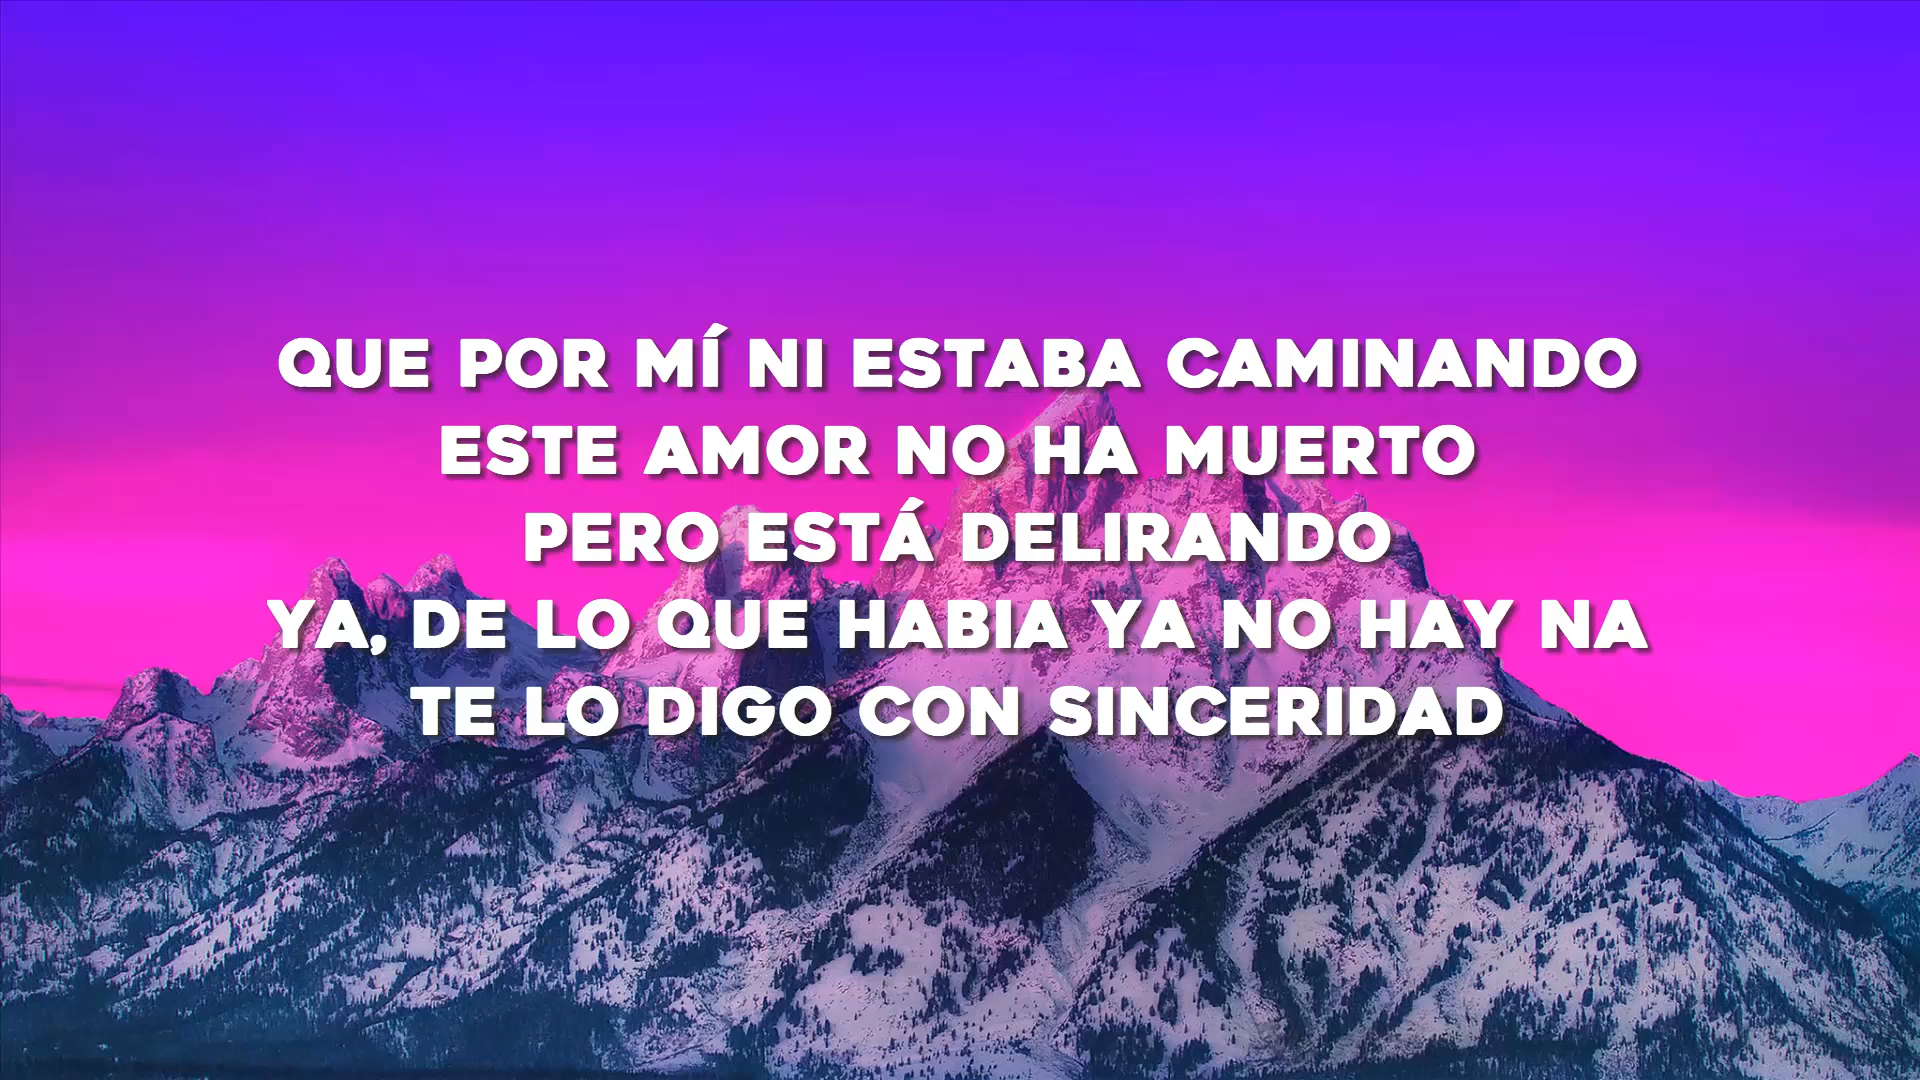 QUE POR MÍ NI ESTABA CAMINANDO
ESTE AMOR NO HA MUERTO
PERO ESTÁ DELIRANDO
YA, DE LO QUE HABIA YA NO HAY NA
TE LO DIGO CON SINCERIDAD